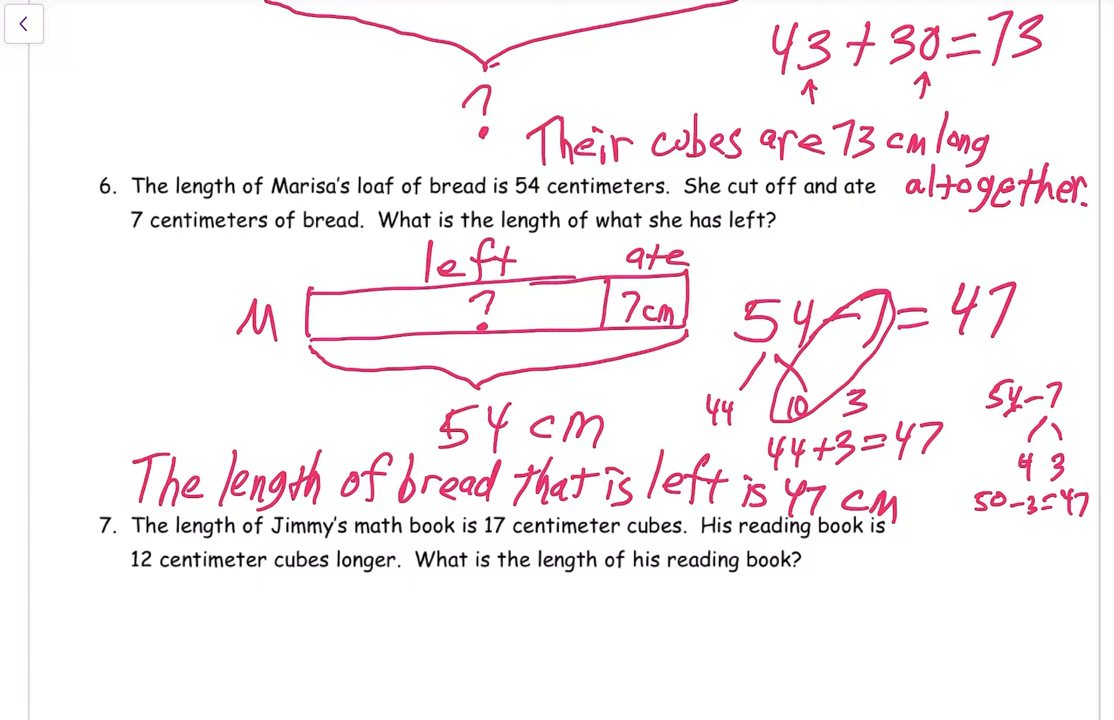 43 + 30 = 73
?
Their cubes are 73 cm long
altogether.
6. The length of Marisa's loaf of bread is 54 centimeters. She cut off and ate
7 centimeters of bread. What is the length of what she has left?
left ate
M ? 7cm
54 - 7 = 47
44 10 3
54 cm
44+3=47
54-7
4 3
50-3=47
The length of bread that is left is 47 cm
7. The length of Jimmy's math book is 17 centimeter cubes. His reading book is
12 centimeter cubes longer. What is the length of his reading book?